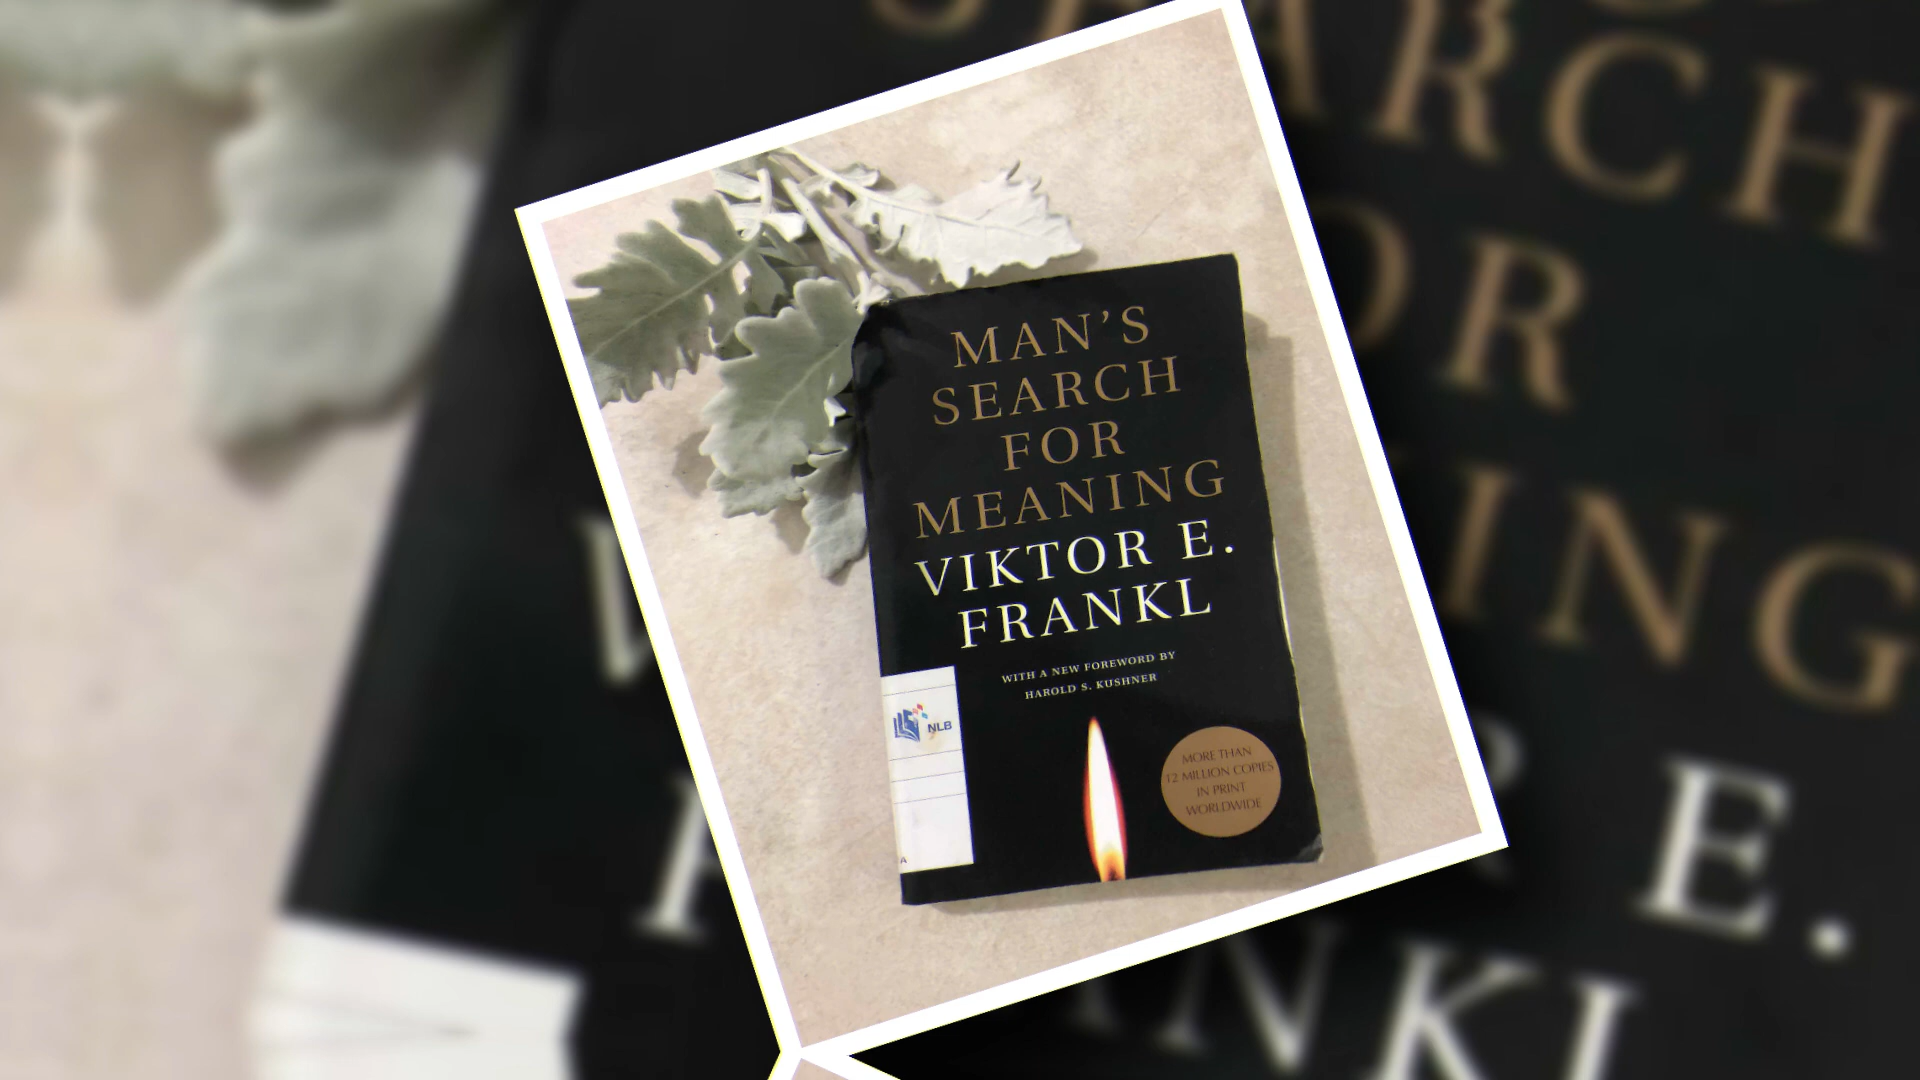 MAN'S
SEARCH
FOR
MEANING
VIKTOR E.
FRANKL
WITH A NEW FOREWORD BY
HAROLD S. KUSHNER
NLB
MORE THAN
12 MILLION COPIES
IN PRINT
WORLDWIDE
A
SEARCH
E.